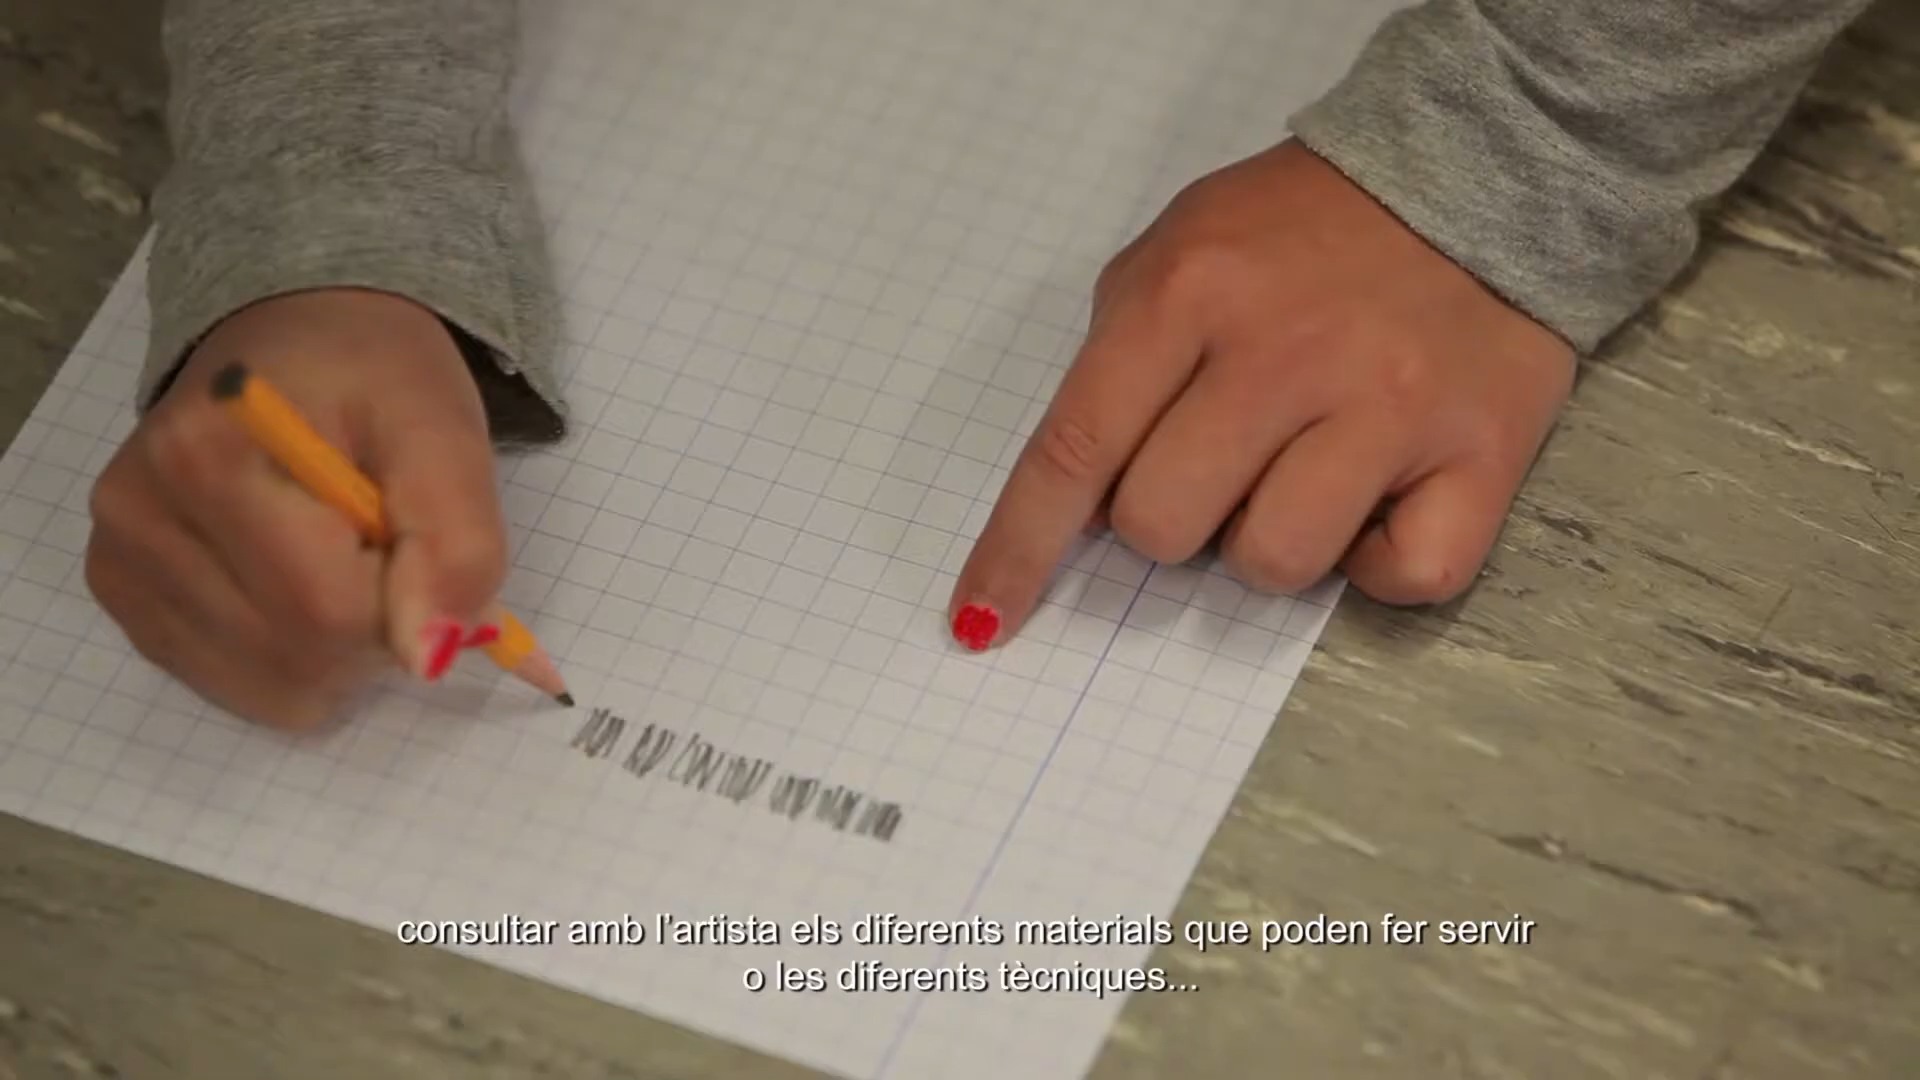 consultar amb l'artista els diferents materials que poden fer servir
o les diferents tècniques...